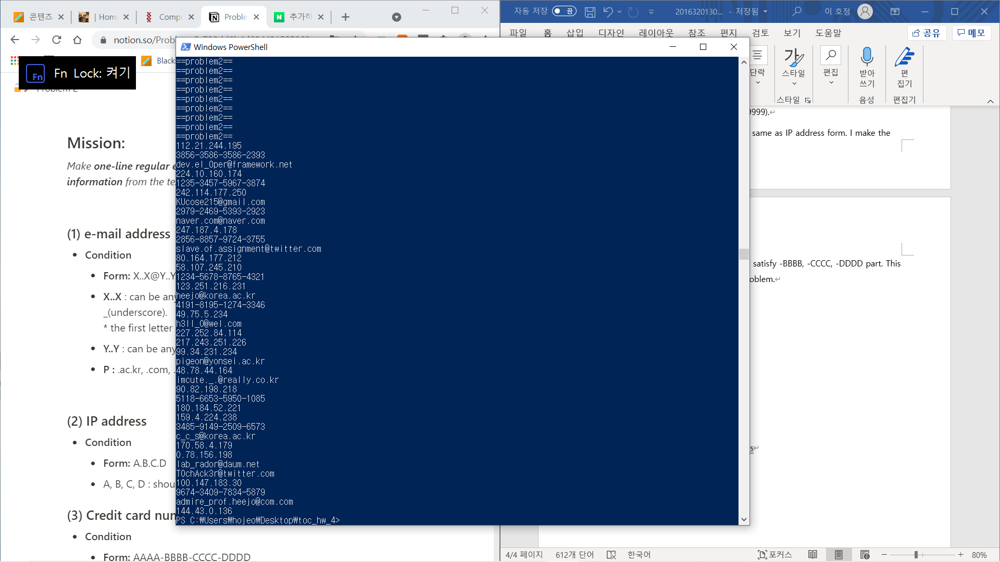 콘텐츠
| Hom
Compu
Proble
추가하
notion.so/Prob
Black
Fn Lock: 켜기
Fn
Problem 2
Mission:
Make one-line regular e
information from the te
(1) e-mail address
Condition
Form: X..X@Y..Y
X..X : can be any
_(underscore).
* the first letter
Y..Y : can be any
P : .ac.kr, .com, .
(2) IP address
Condition
Form: A.B.C.D
A, B, C, D : shou
(3) Credit card num
Condition
Form: AAAA-BBBB-CCCC-DDDD
Windows PowerShell
==problem2==
==problem2==
==problem2==
==problem2==
==problem2==
==problem2==
==problem2==
==problem2==
==problem2==
112.21.244.195
3856-3586-3586-2393
dev.el_0per@framework.net
224.10.160.174
1235-3457-5967-3874
242.114.177.250
KUcose215@gmail.com
2979-2469-5393-2923
naver.com@naver.com
247.187.4.178
2856-8857-9724-3755
slave.of.assignment@twitter.com
80.164.177.212
58.107.245.210
1234-5678-8765-4321
123.251.216.231
heejo@korea.ac.kr
4191-8195-1274-3346
49.75.5.234
h3ll_0@wel.com
227.252.84.114
217.243.251.226
99.34.231.234
pigeon@yonsei.ac.kr
48.78.44.164
imcute._.@really.co.kr
90.82.198.218
5118-6653-5950-1085
180.184.52.221
159.4.224.238
3485-9149-2509-6573
c_c_s@korea.ac.kr
170.58.4.179
0.78.156.198
lab_rador@daum.net
T0chAck3r@twitter.com
100.147.183.30
9674-3409-7834-5879
admire_prof.heejo@com.com
144.43.0.136
PS C:₩Users₩hojeo₩Desktop₩toc_hw_4>
자동 저장 끔
2016320130... - 저장됨
이 호정
파일 홈 삽입 디자인 레이아웃 참조 편지 검토 보기 도움말
공유 메모
단락
가
스타일
편집
받아
쓰기
편
집기
스타일
음성
편집기
9999).
same as IP address form. I make the
satisfy -BBBB, -CCCC, -DDDD part. This
oblem.
s
4/4 페이지 612개 단어 한국어
포커스
80%